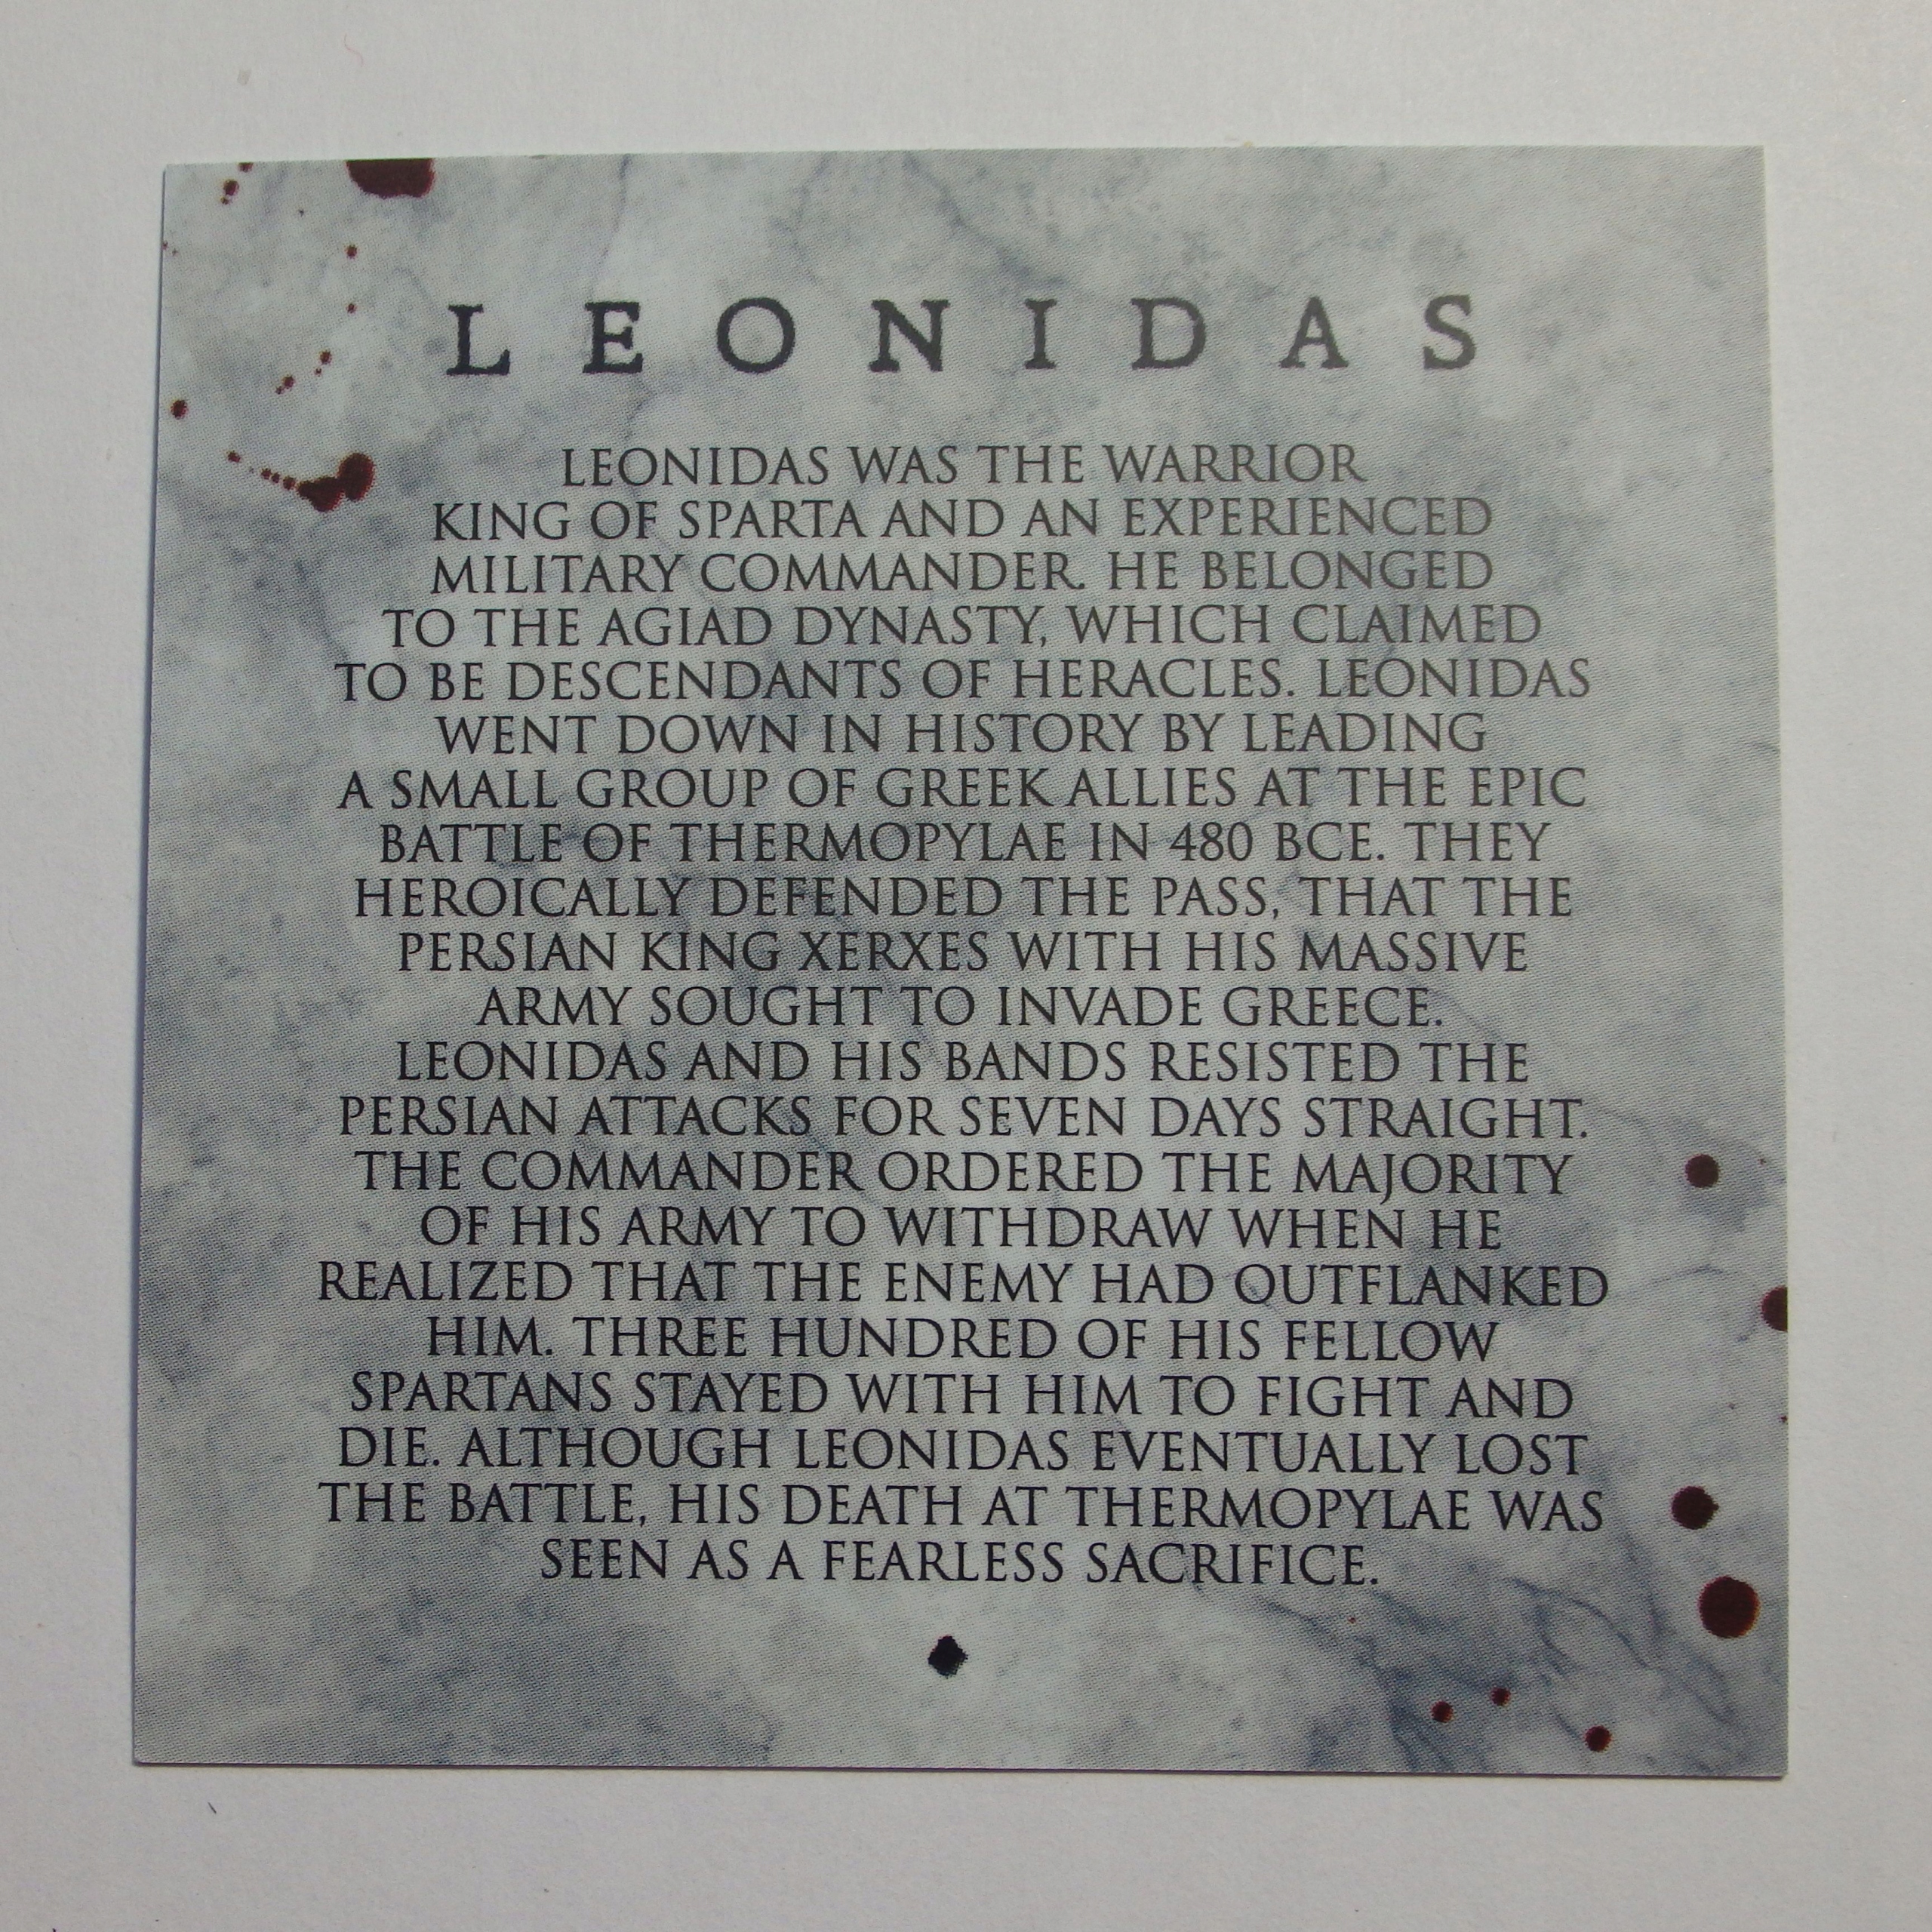 LEONIDAS
LEONIDAS WAS THE WARRIOR
KING OF SPARTA AND AN EXPERIENCED
MILITARY COMMANDER. HE BELONGED
TO THE AGIAD DYNASTY, WHICH CLAIMED
TO BE DESCENDANTS OF HERACLES. LEONIDAS
WENT DOWN IN HISTORY BY LEADING
A SMALL GROUP OF GREEK ALLIES AT THE EPIC
BATTLE OF THERMOPYLAE IN 480 BCE. THEY
HEROICALLY DEFENDED THE PASS, THAT THE
PERSIAN KING XERXES WITH HIS MASSIVE
ARMY SOUGHT TO INVADE GREECE.
LEONIDAS AND HIS BANDS RESISTED THE
PERSIAN ATTACKS FOR SEVEN DAYS STRAIGHT.
THE COMMANDER ORDERED THE MAJORITY
OF HIS ARMY TO WITHDRAW WHEN HE
REALIZED THAT THE ENEMY HAD OUTFLANKED
HIM. THREE HUNDRED OF HIS FELLOW
SPARTANS STAYED WITH HIM TO FIGHT AND
DIE. ALTHOUGH LEONIDAS EVENTUALLY LOST
THE BATTLE, HIS DEATH AT THERMOPYLAE WAS
SEEN AS A FEARLESS SACRIFICE.